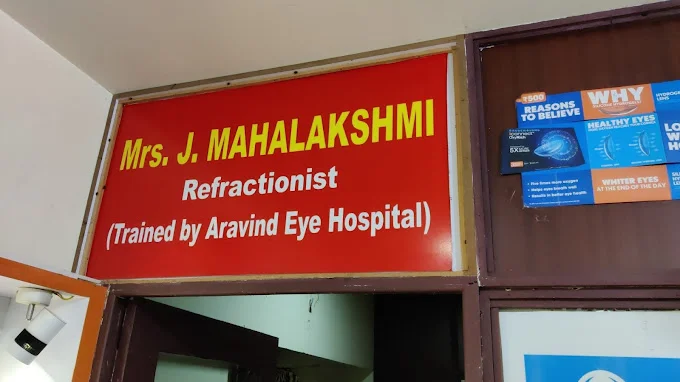 Mrs. J. MAHALAKSHMI
Refractionist
(Trained by Aravind Eye Hospital)
REASONS
TO BELIEVE
WHY
HEALTHY EYES
WHITER EYES
AT THE END OF THE DAY